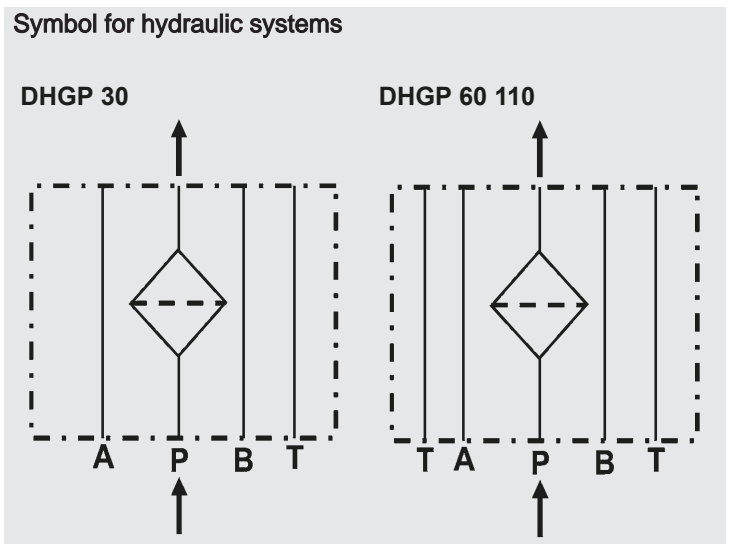 Symbol for hydraulic systems
DHGP 30
DHGP 60 110
A P B T
T A P B T